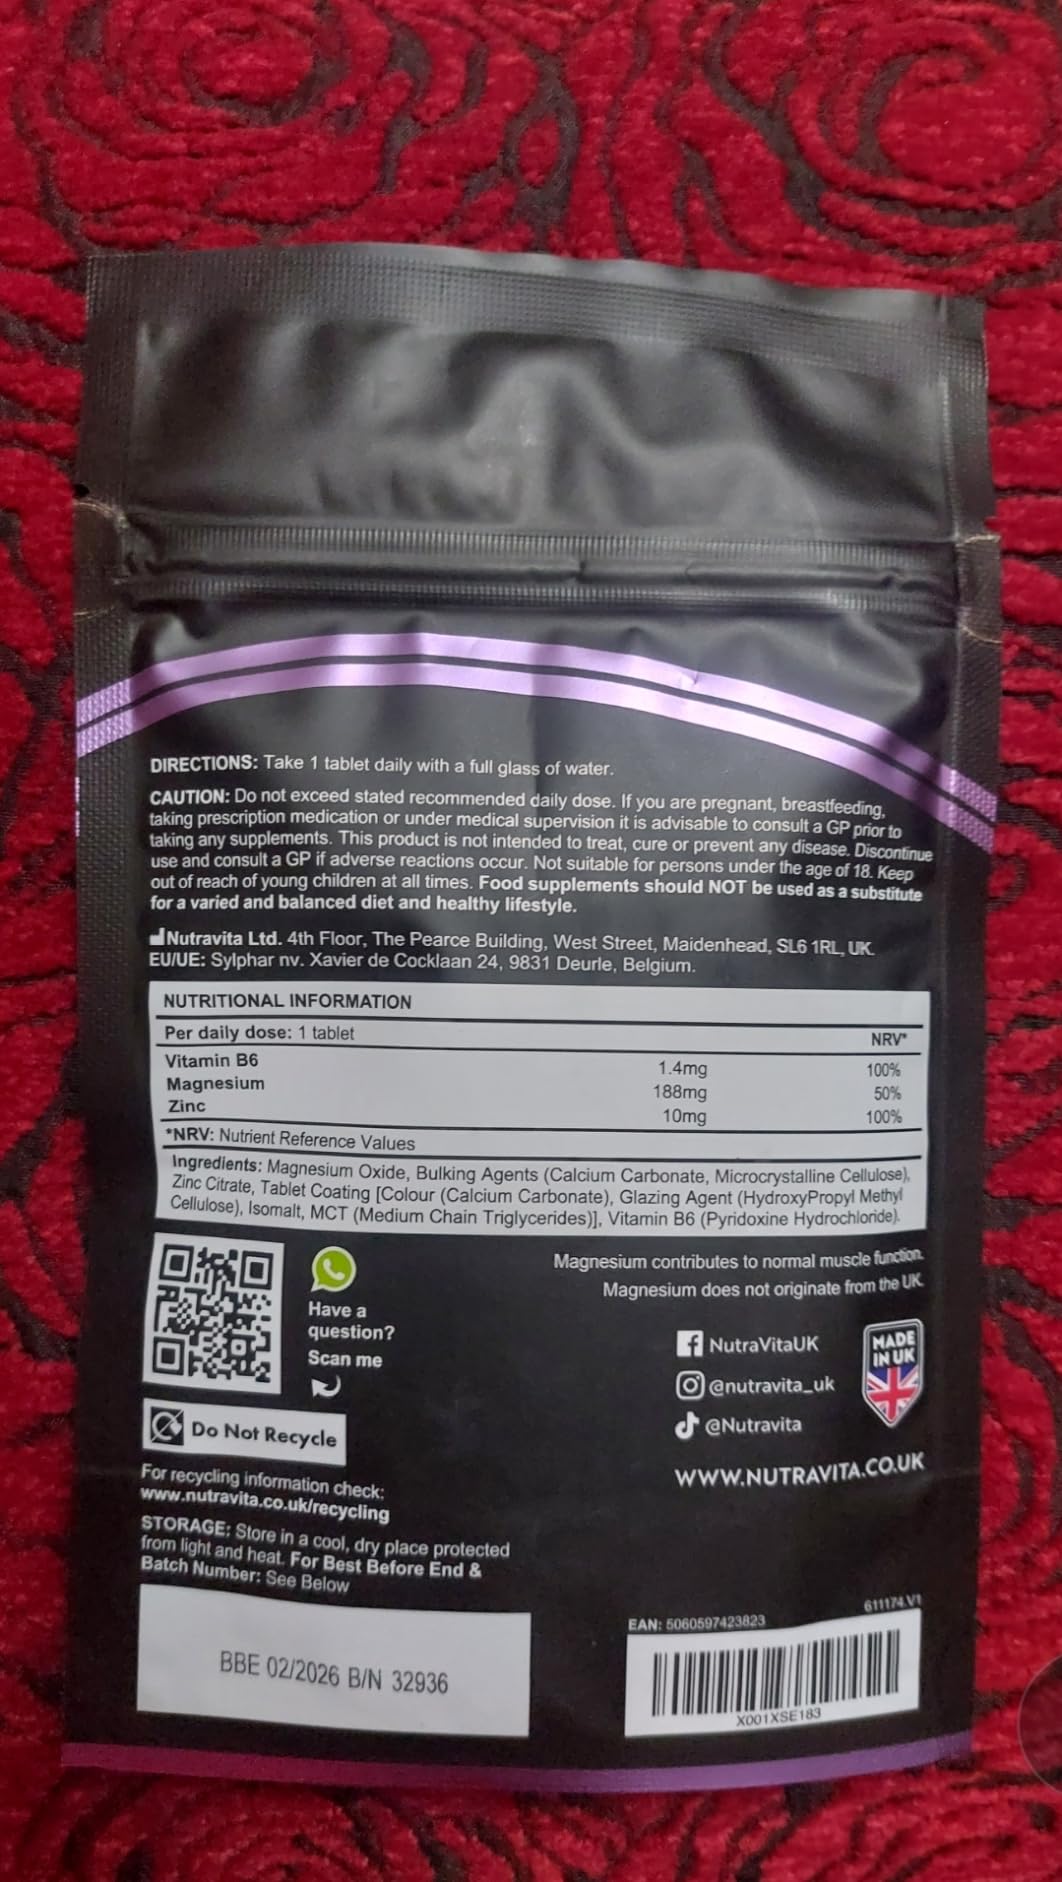 DIRECTIONS: Take 1 tablet daily with a full glass of water.
CAUTION: Do not exceed stated recommended daily dose. If you are pregnant, breastfeeding,
taking prescription medication or under medical supervision it is advisable to consult a GP prior to
taking any supplements. This product is not intended to treat, cure or prevent any disease. Discontinue
use and consult a GP if adverse reactions occur. Not suitable for persons under the age of 18. Keep
out of reach of young children at all times. Food supplements should NOT be used as a substitute
for a varied and balanced diet and healthy lifestyle.
Nutravita Ltd. 4th Floor, The Pearce Building, West Street, Maidenhead, SL6 1RL, UK.
EU/UE: Sylphar nv. Xavier de Cocklaan 24, 9831 Deurle, Belgium.
NUTRITIONAL INFORMATION
Per daily dose: 1 tablet NRV*
Vitamin B6 1.4mg 100%
Magnesium 188mg 50%
Zinc 10mg 100%
*NRV: Nutrient Reference Values
Ingredients: Magnesium Oxide, Bulking Agents (Calcium Carbonate, Microcrystalline Cellulose),
Zinc Citrate, Tablet Coating [Colour (Calcium Carbonate), Glazing Agent (HydroxyPropyl Methyl
Cellulose), Isomalt, MCT (Medium Chain Triglycerides)], Vitamin B6 (Pyridoxine Hydrochloride).
Magnesium contributes to normal muscle function.
Magnesium does not originate from the UK.
Have a
question?
Scan me
NutraVitaUK
@nutravita_uk
@Nutravita
MADE
IN UK
WWW.NUTRAVITA.CO.UK
Do Not Recycle
For recycling information check:
www.nutravita.co.uk/recycling
STORAGE: Store in a cool, dry place protected
from light and heat. For Best Before End &
Batch Number: See Below
BBE 02/2026 B/N 32936
611174.V1
EAN: 5060597423823
X001XSE183